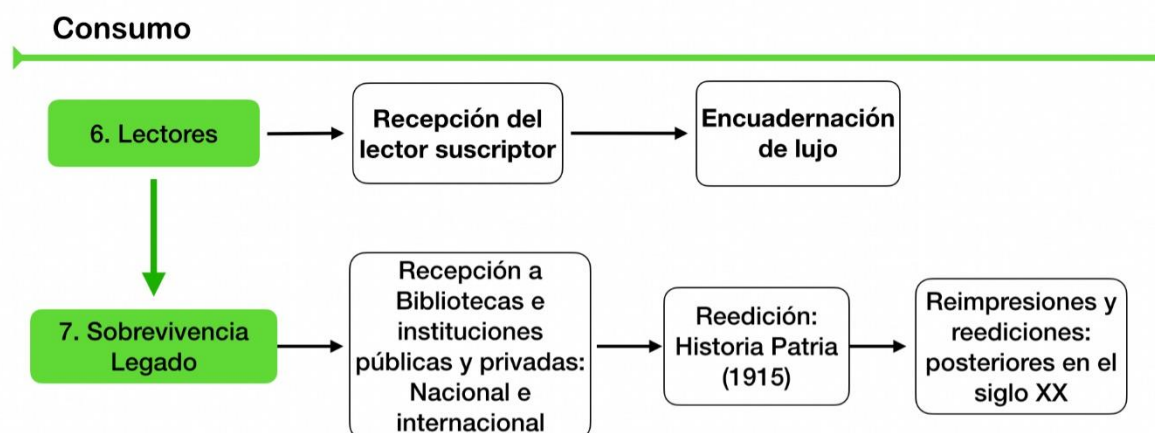 Consumo
6. Lectores
Recepción del
lector suscriptor
Encuadernación
de lujo
7. Sobrevivencia
Legado
Recepción a
Bibliotecas e
instituciones
públicas y privadas:
Nacional e
internacional
Reedición:
Historia Patria
(1915)
Reimpresiones y
reediciones:
posteriores en el
siglo XX